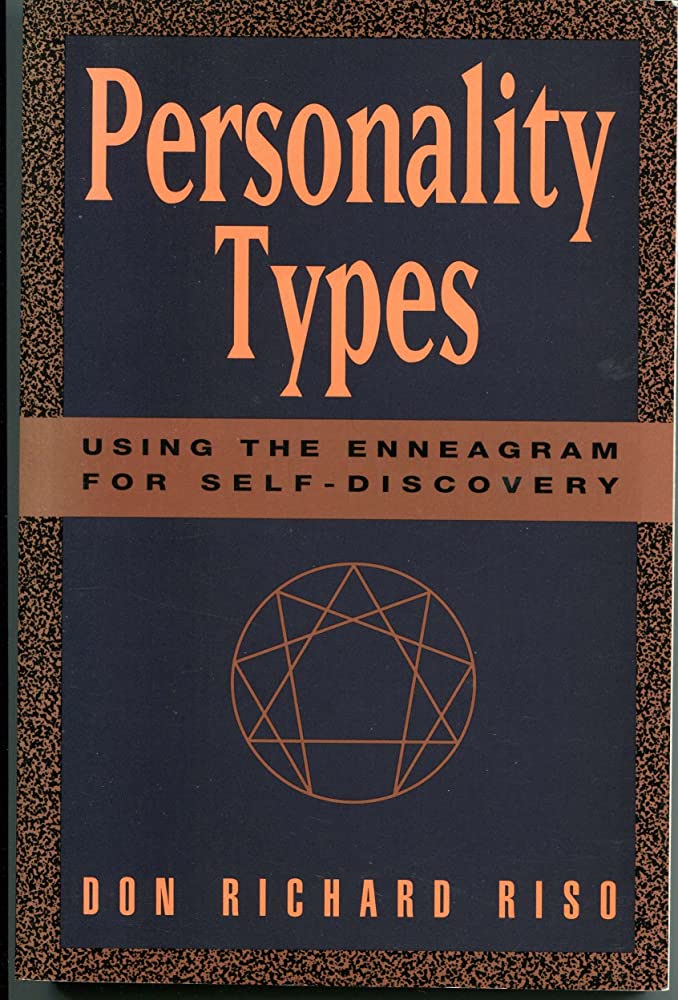 Personality
Types
USING THE ENNEAGRAM
FOR SELF-DISCOVERY
DON RICHARD RISO